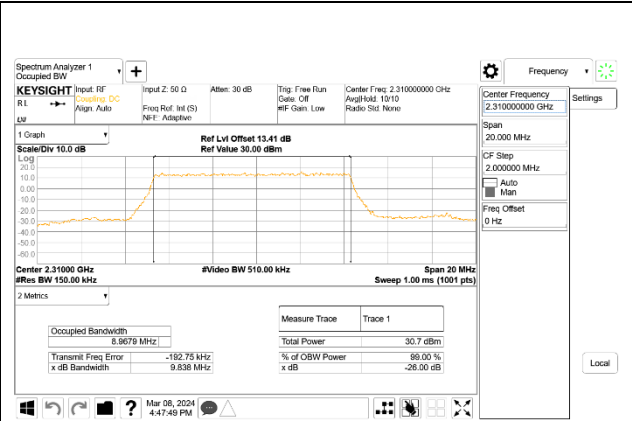 Spectrum Analyzer 1
Occupied BW
Frequency
KEYSIGHT
Input: RF
Input Z: 50 Ω
Atten: 30 dB
Trig: Free Run
Center Freq: 2.310000000 GHz
R L
Coupling: DC
Gate: Off
Avg|Hold: 10/10
Align: Auto
Freq Ref: Int (S)
#IF Gain: Low
Radio Std: None
NFE: Adaptive
Center Frequency
2.310000000 GHz
Settings
Span
20.000 MHz
CF Step
2.000000 MHz
Auto
Man
Freq Offset
0 Hz
1 Graph
Ref Lvl Offset 13.41 dB
Scale/Div 10.0 dB
Ref Value 30.00 dBm
Log
20.0
10.0
0.00
-10.0
-20.0
-30.0
-40.0
-50.0
-60.0
Center 2.31000 GHz
#Video BW 510.00 kHz
Span 20 MHz
#Res BW 150.00 kHz
Sweep 1.00 ms (1001 pts)
2 Metrics
Measure Trace Trace 1
Occupied Bandwidth
8.9679 MHz
Total Power 30.7 dBm
Transmit Freq Error -192.75 kHz
% of OBW Power 99.00 %
x dB Bandwidth 9.838 MHz
x dB -26.00 dB
Local
Mar 08, 2024
4:47:49 PM